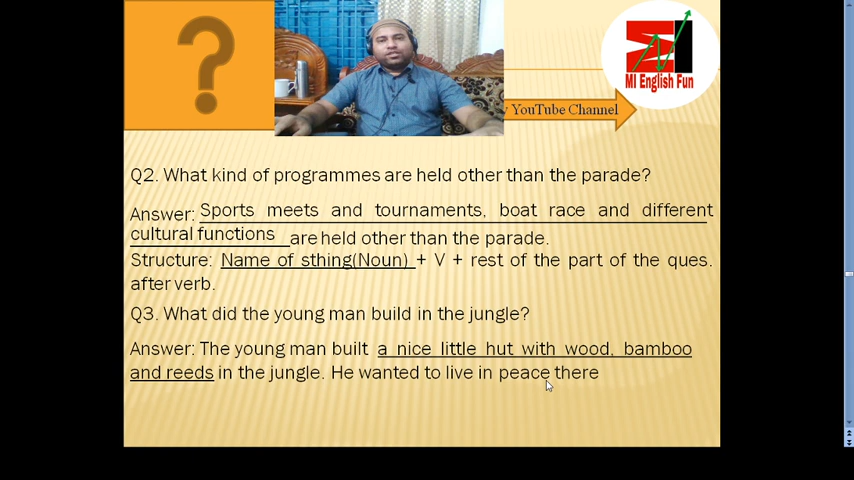 ?
MI English Fun
YouTube Channel
Q2. What kind of programmes are held other than the parade?
Answer: Sports meets and tournaments, boat race and different
cultural functions are held other than the parade.
Structure: Name of sthing(Noun) + V + rest of the part of the ques.
after verb.
Q3. What did the young man build in the jungle?
Answer: The young man built a nice little hut with wood, bamboo
and reeds in the jungle. He wanted to live in peace there